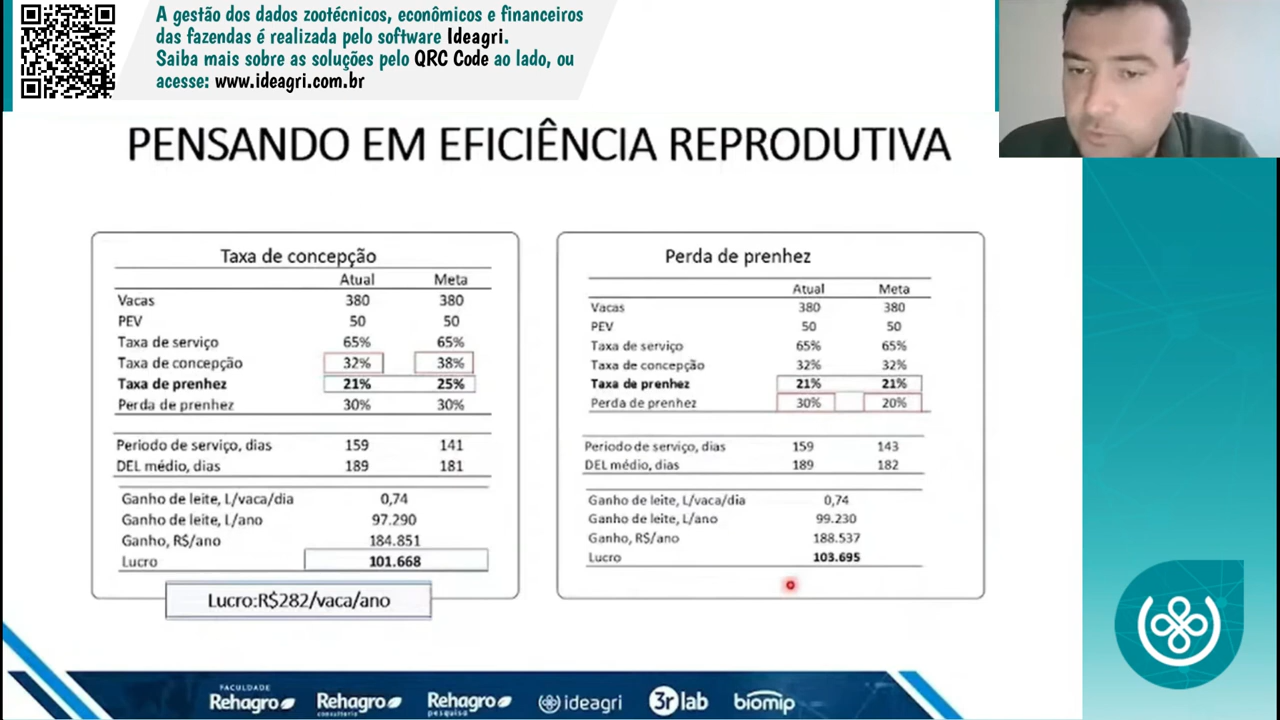 A gestão dos dados zootécnicos, econômicos e financeiros
das fazendas é realizada pelo software Ideagri.
Saiba mais sobre as soluções pelo QRC Code ao lado, ou
acesse: www.ideagri.com.br
PENSANDO EM EFICIÊNCIA REPRODUTIVA
Taxa de concepção
Atual Meta
Vacas 380 380
PEV 50 50
Taxa de serviço 65% 65%
Taxa de concepção 32% 38%
Taxa de prenhez 21% 25%
Perda de prenhez 30% 30%
Periodo de serviço, dias 159 141
DEL médio, dias 189 181
Ganho de leite, L/vaca/dia 0,74
Ganho de leite, L/ano 97.290
Ganho, R$/ano 184.851
Lucro 101.668
Lucro:R$282/vaca/ano
Perda de prenhez
Atual Meta
Vacas 380 380
PEV 50 50
Taxa de serviço 65% 65%
Taxa de concepção 32% 32%
Taxa de prenhez 21% 21%
Perda de prenhez 30% 20%
Periodo de serviço, dias 159 143
DEL médio, dias 189 182
Ganho de leite, L/vaca/dia 0,74
Ganho de leite, L/ano 99.230
Ganho, R$/ano 188.537
Lucro 103.695
FACULDADE
Rehagro
Rehagro
consultoria
Rehagro
pesquisa
ideagri
3rlab
biomip